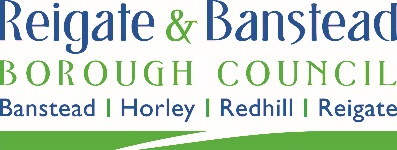 Reigate & Banstead
BOROUGH COUNCIL
Banstead | Horley | Redhill | Reigate